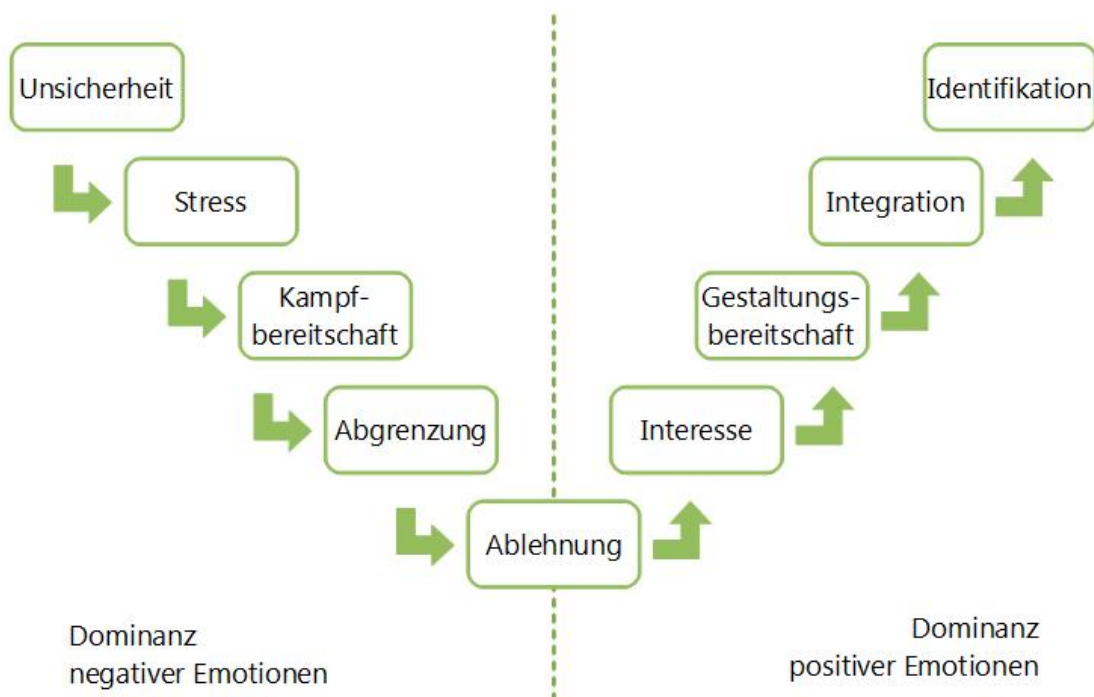 Unsicherheit
Stress
Kampf-
bereitschaft
Abgrenzung
Ablehnung
Interesse
Gestaltungs-
bereitschaft
Integration
Identifikation
Dominanz
negativer Emotionen
Dominanz
positiver Emotionen